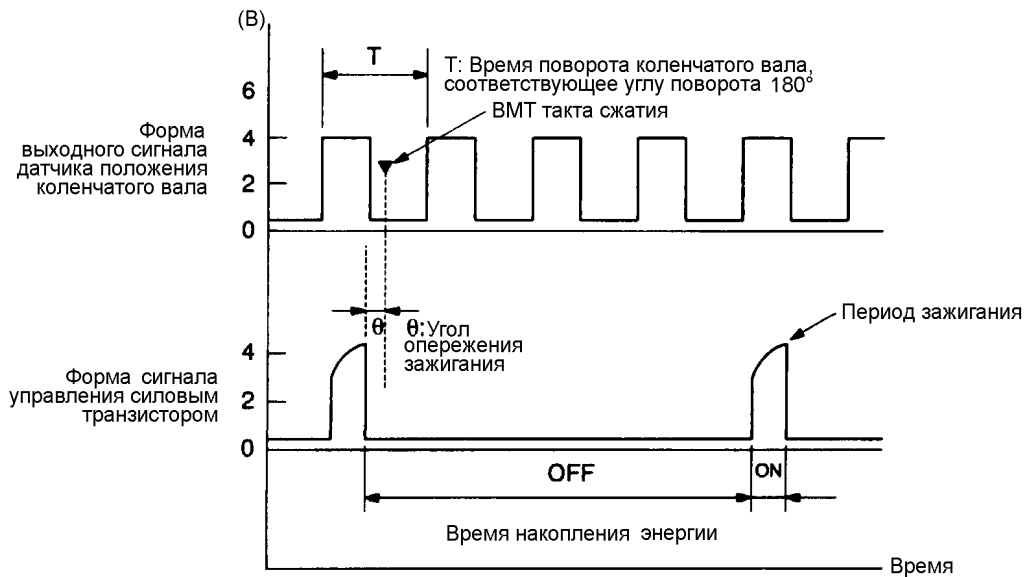 (В)
T
T: Время поворота коленчатого вала,
соответствующее углу поворота 180°
ВМТ такта сжатия
6
4
2
0
Форма
выходного сигнала
датчика положения
коленчатого вала
θ
θ: Угол
опережения
зажигания
Период зажигания
4
2
0
Форма сигнала
управления силовым
транзистором
OFF
ON
Время накопления энергии
Время